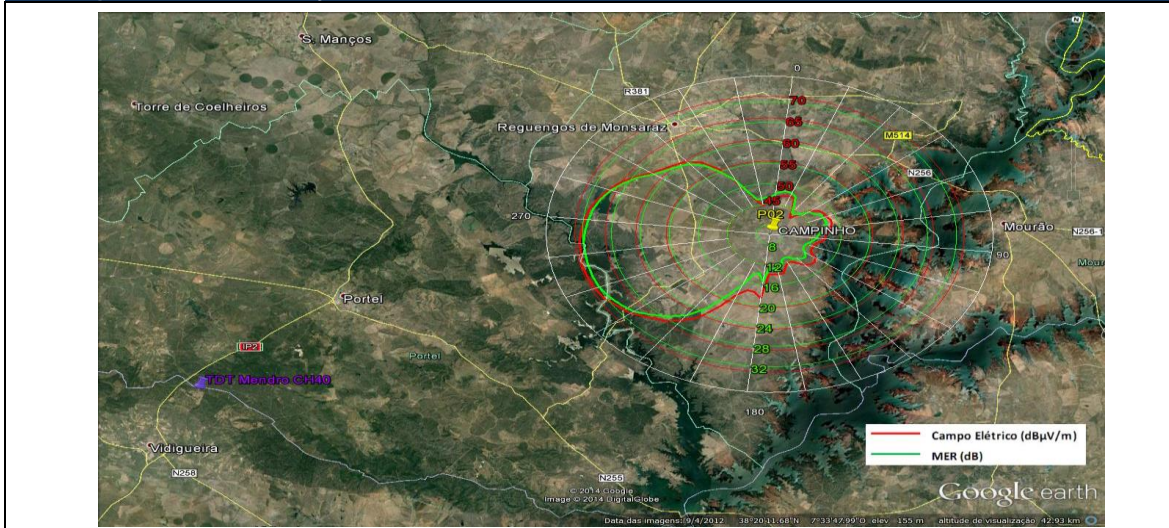 S. Manços
Torre de Coelheiros
R381
Reguengos de Monsaraz
0
70
65
60
55
50
45
M514
N256
270
P02
CAMPINHO
Mourão
N256-1
90
8
12
16
20
24
28
32
Portel
IP2
Portel
TDT Mendro CH40
180
Vidigueira
N258
N255
Campo Elétrico (dBµV/m)
MER (dB)
© 2014 Google
Image © 2014 DigitalGlobe
Google earth
Data das imagens: 9/4/2012 38°20'11.68"N 7°33'47.99"O elev 155 m altitude de visualização 42.93 km